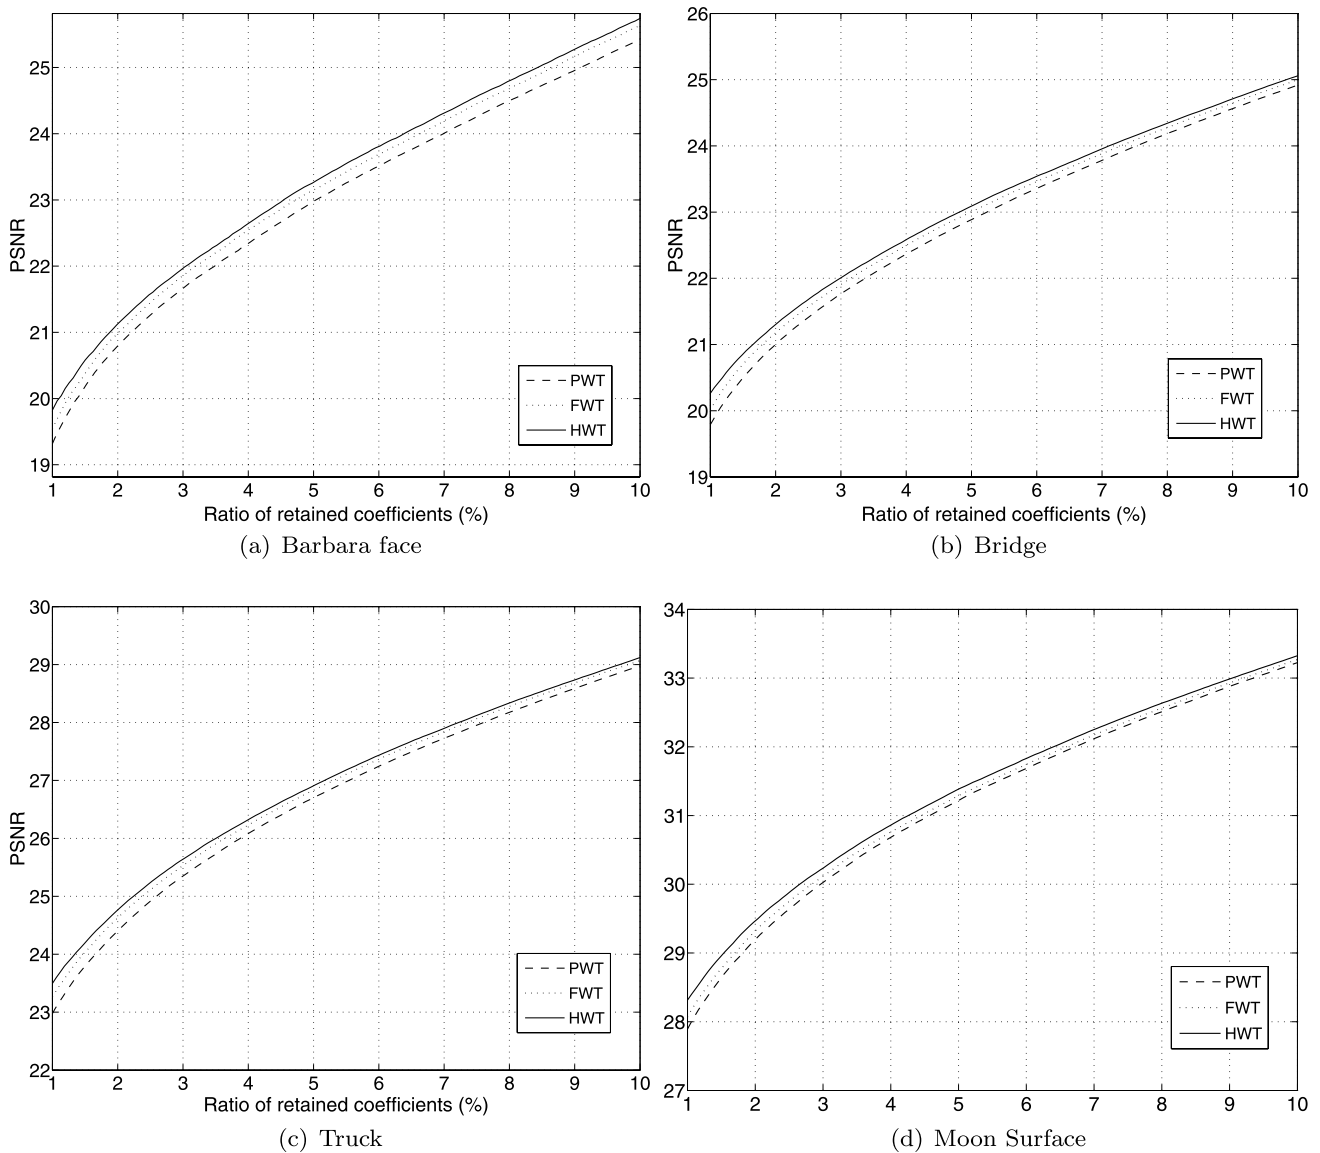 25
24
23
22
21
20
19
PSNR
1 2 3 4 5 6 7 8 9 10
Ratio of retained coefficients (%)
PWT
FWT
HWT
(a) Barbara face
26
25
24
23
22
21
20
19
PSNR
1 2 3 4 5 6 7 8 9 10
Ratio of retained coefficients (%)
PWT
FWT
HWT
(b) Bridge
30
29
28
27
26
25
24
23
22
PSNR
1 2 3 4 5 6 7 8 9 10
Ratio of retained coefficients (%)
PWT
FWT
HWT
(c) Truck
34
33
32
31
30
29
28
27
1 2 3 4 5 6 7 8 9 10
PWT
FWT
HWT
(d) Moon Surface